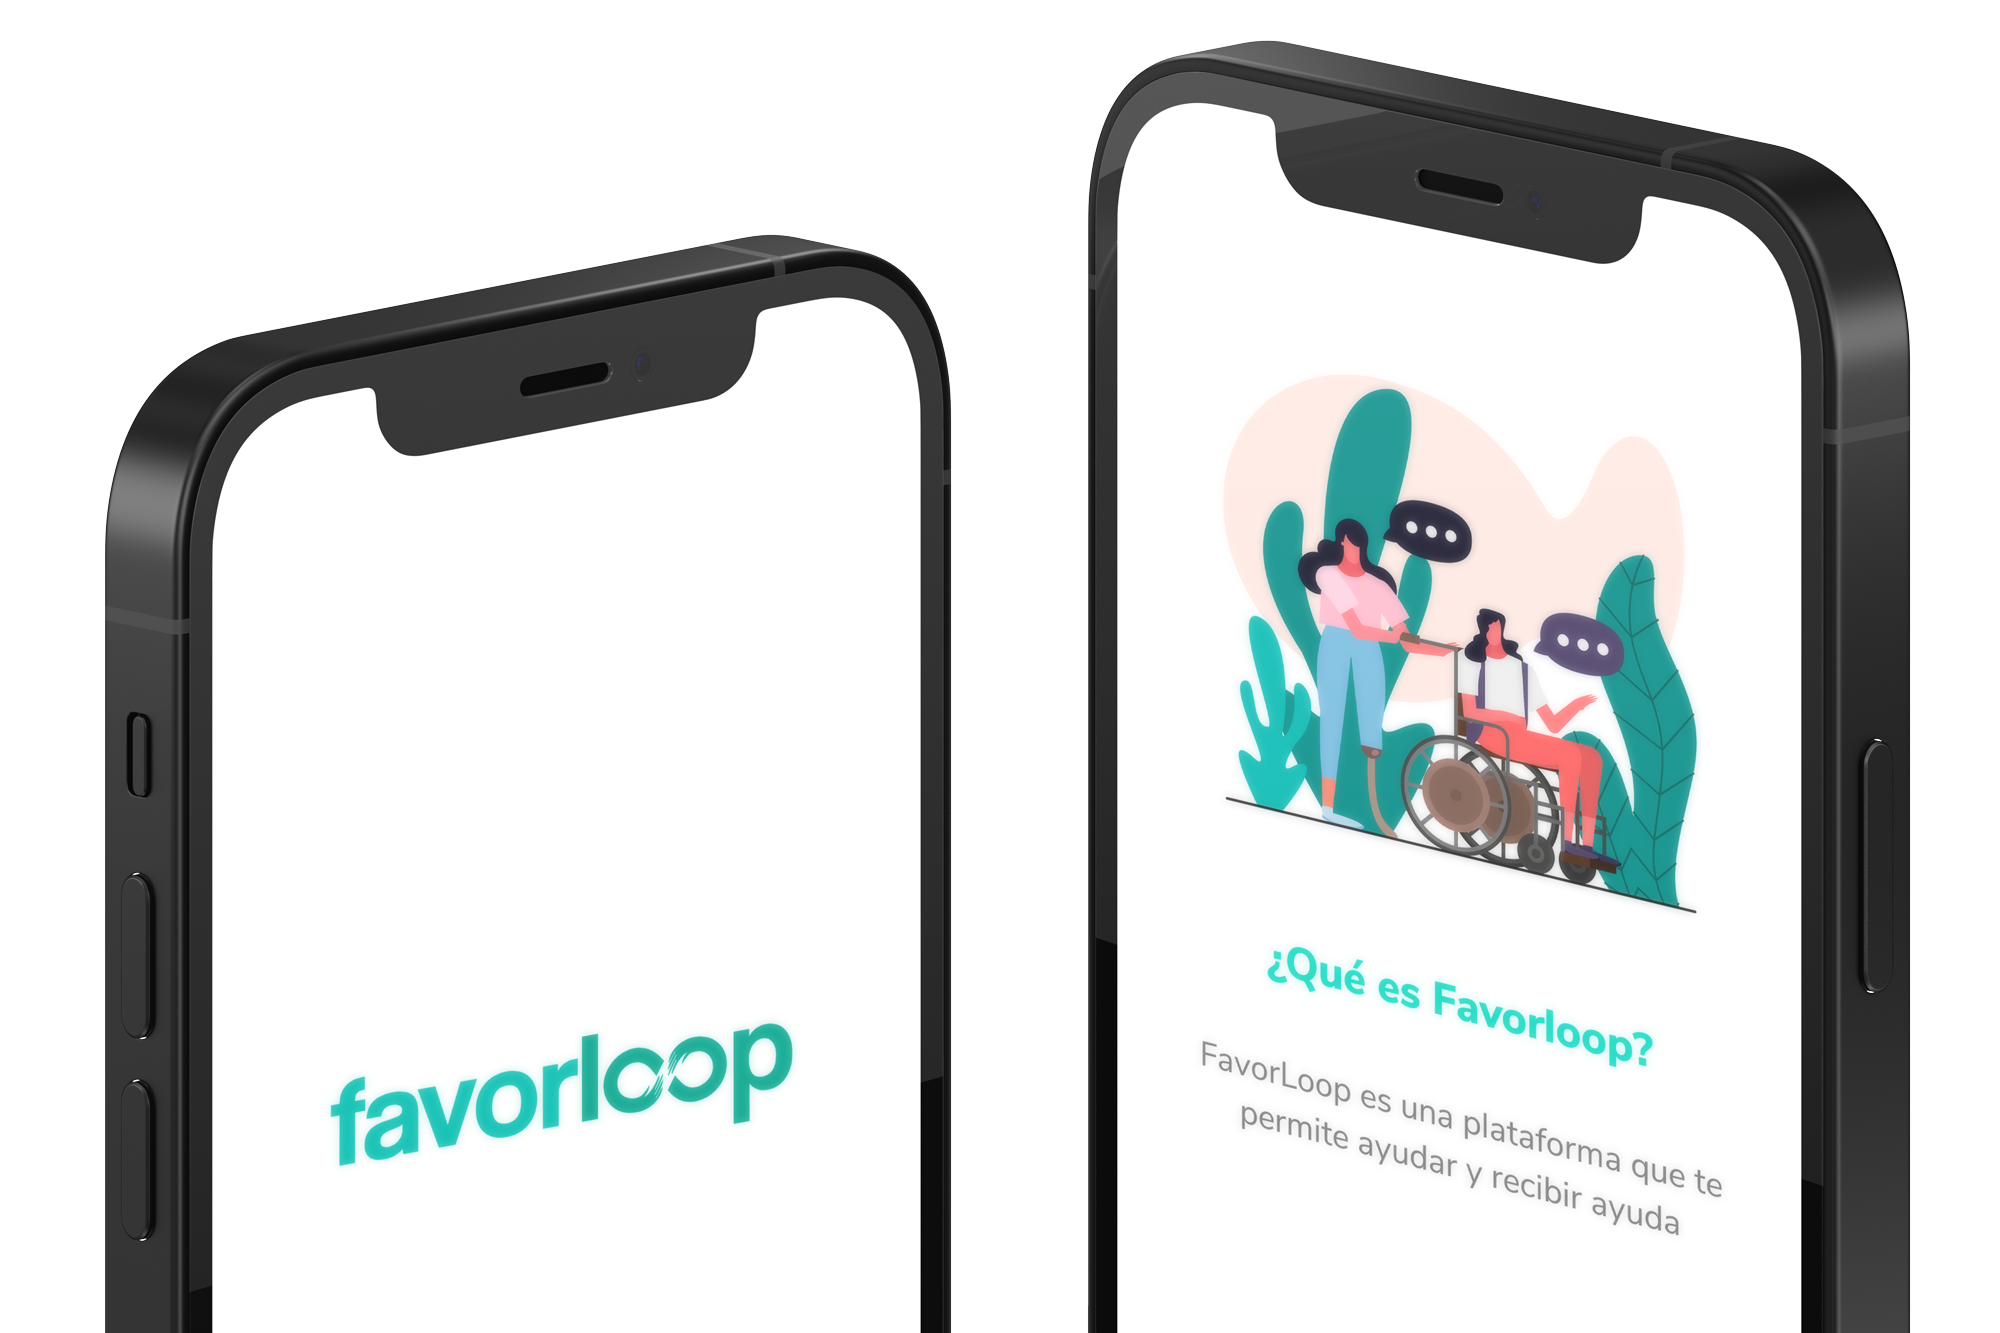 favorloop
¿Qué es Favorloop?
FavorLoop es una plataforma que te
permite ayudar y recibir ayuda